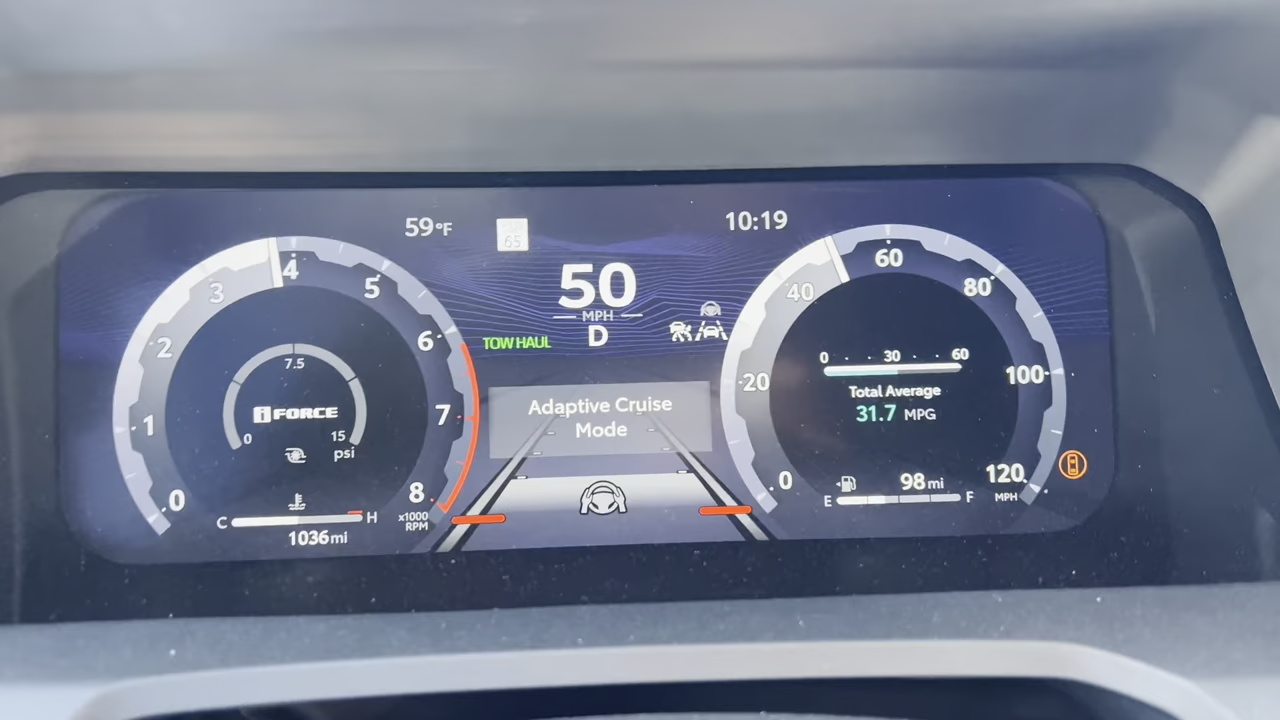 59°F
65
10:19
50
MPH
D
TOW HAUL
Adaptive Cruise
Mode
0
1
2
3
4
5
6
7
8
x1000
RPM
7.5
i FORCE
0
15
psi
C
H
1036 mi
0
20
40
60
80
100
120
MPH
0 30 60
Total Average
31.7 MPG
98 mi
E
F